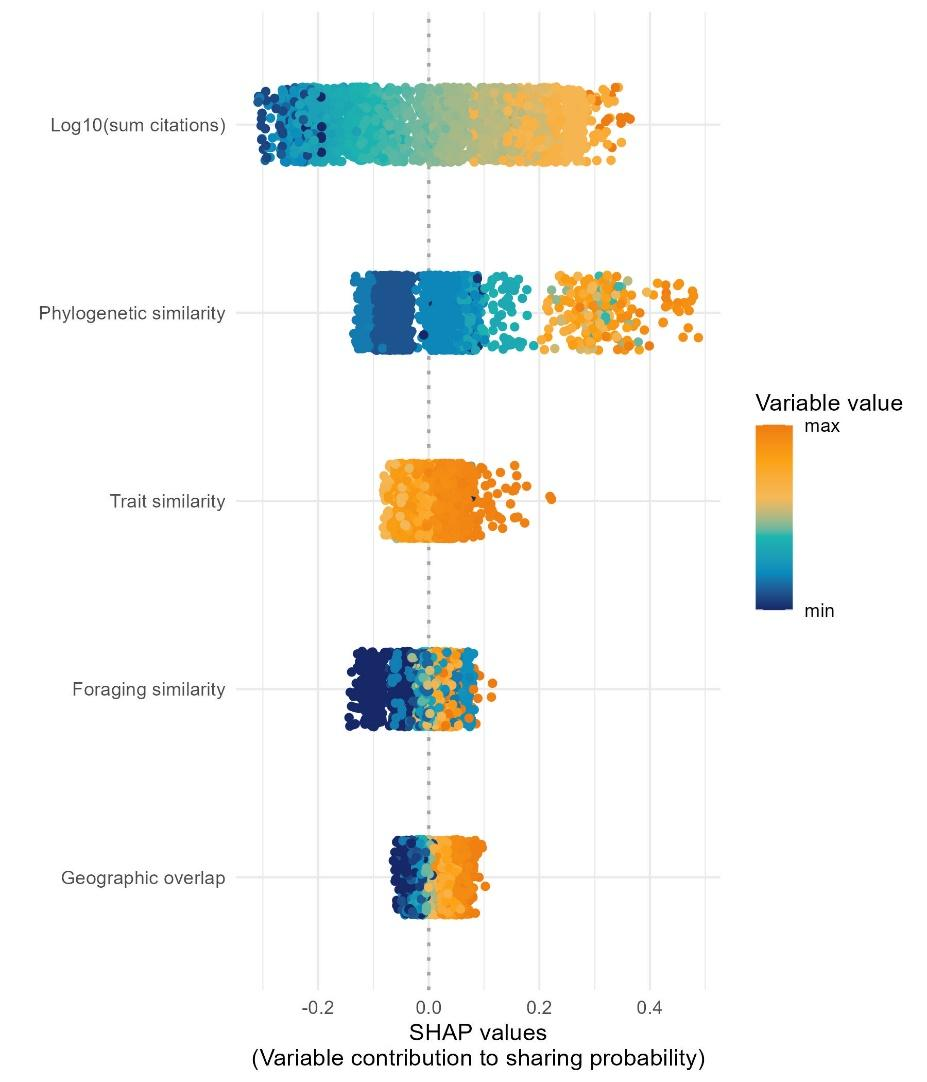 Log10(sum citations)
Phylogenetic similarity
Trait similarity
Foraging similarity
Geographic overlap
Variable value
max
min
-0.2
0.0
0.2
0.4
SHAP values
(Variable contribution to sharing probability)